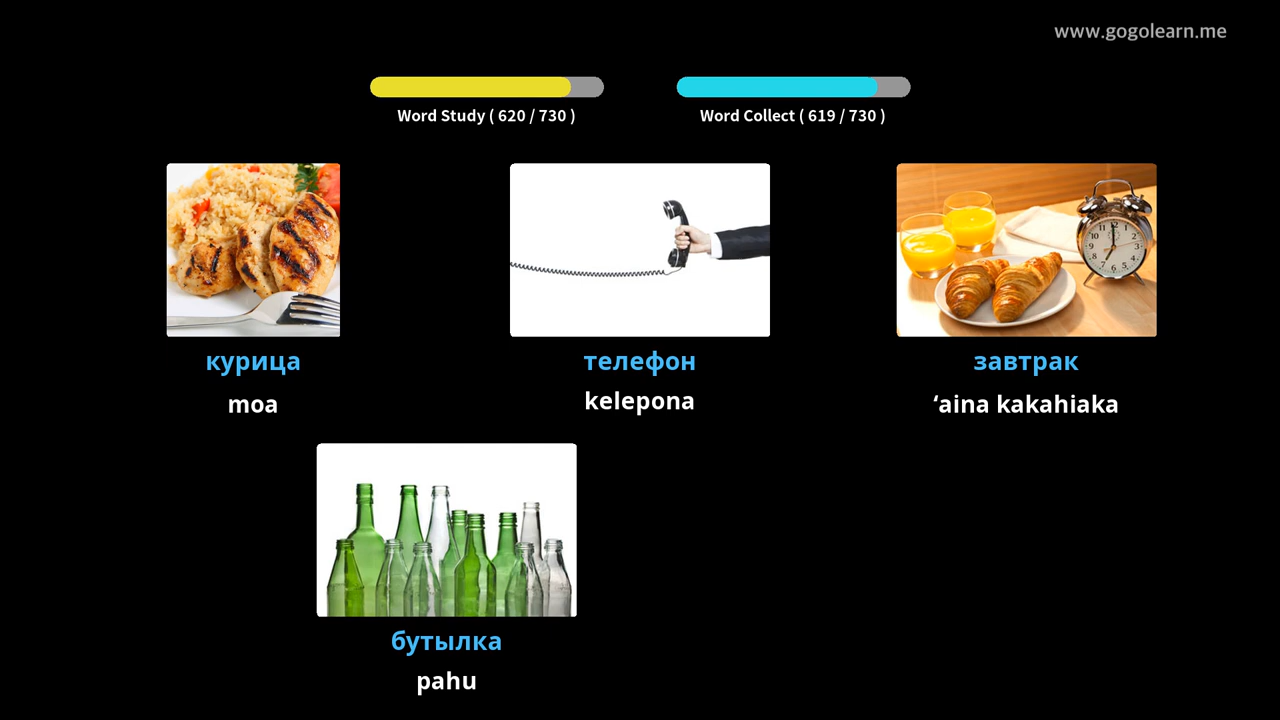 www.gogolearn.me
Word Study ( 620 / 730 )
Word Collect ( 619 / 730 )
курица
moa
телефон
kelepona
завтрак
ʻaina kakahiaka
бутылка
pahu